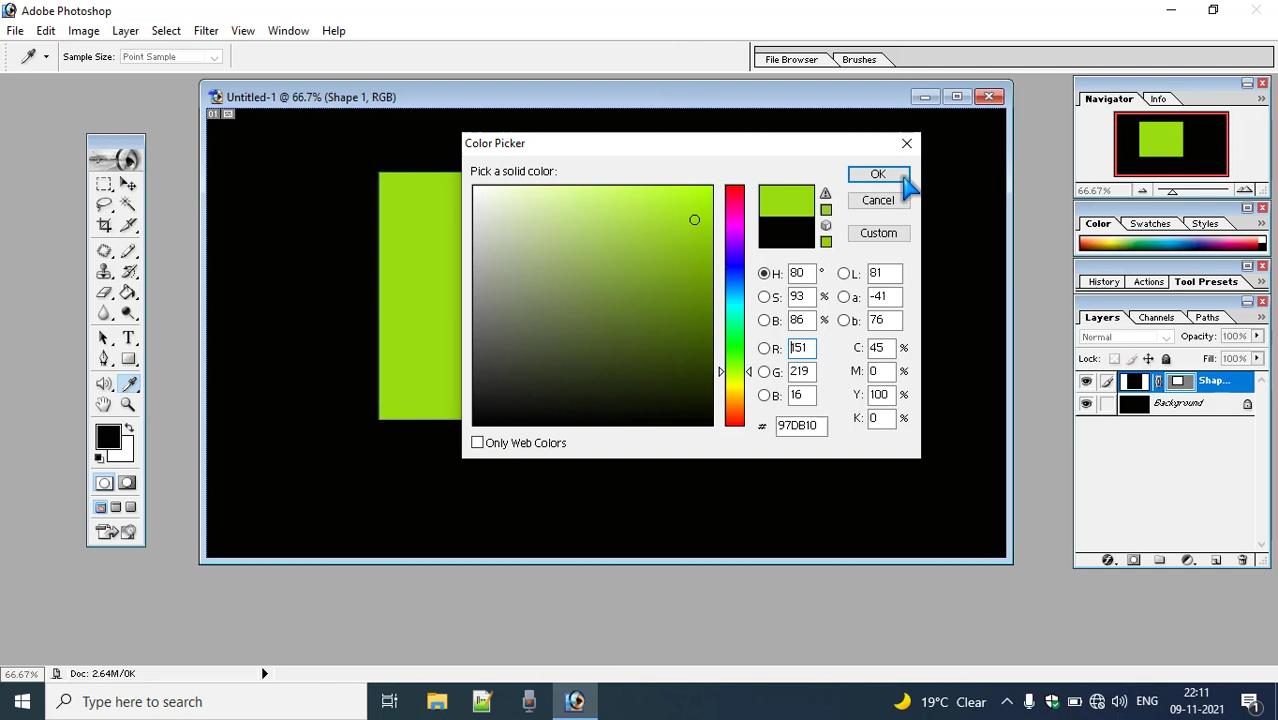 Adobe Photoshop
File Edit Image Layer Select Filter View Window Help
Sample Size: Point Sample
File Browser Brushes
Untitled-1 @ 66.7% (Shape 1, RGB)
01
Color Picker
Pick a solid color:
OK
Cancel
Custom
H: 80 ° L: 81
S: 93 % a: -41
B: 86 % b: 76
R: 151 C: 45 %
G: 219 M: 0 %
B: 16 Y: 100 %
# 97DB10 K: 0 %
Only Web Colors
Navigator Info
66.67%
Color Swatches Styles
History Actions Tool Presets
Layers Channels Paths
Normal Opacity: 100%
Lock: Fill: 100%
Shap...
Background
66.67% Doc: 2.64M/0K
Type here to search
19°C Clear ENG 22:11
09-11-2021 1